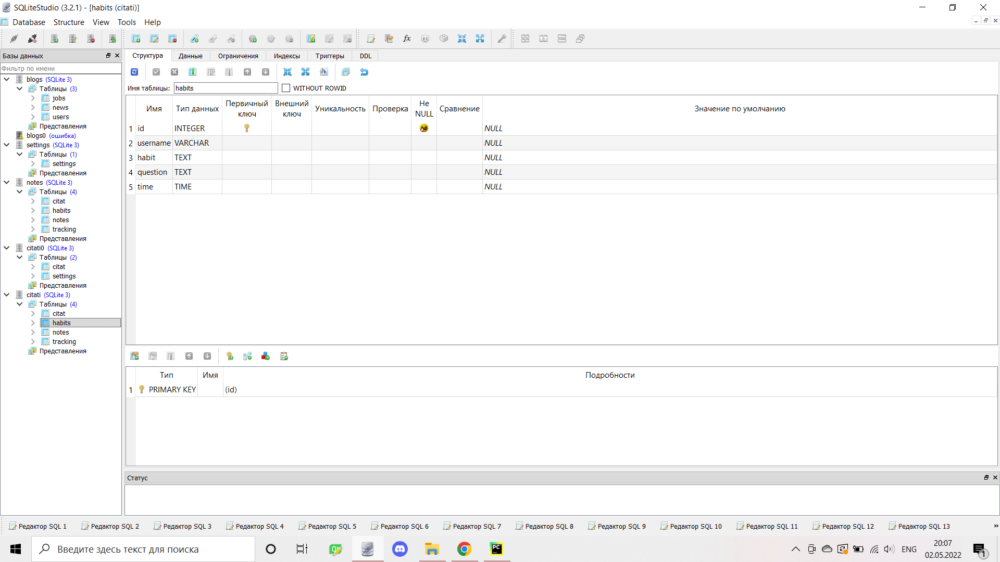 SQLiteStudio (3.2.1) - [habits (citati)]
Database Structure View Tools Help
Базы данных
Фильтр по имени
blogs (SQLite 3)
Таблицы (3)
jobs
news
users
Представления
blogs0 (ошибка)
settings (SQLite 3)
Таблицы (1)
settings
Представления
notes (SQLite 3)
Таблицы (4)
citat
habits
notes
tracking
Представления
citati0 (SQLite 3)
Таблицы (2)
citat
settings
Представления
citati (SQLite 3)
Таблицы (4)
citat
habits
notes
tracking
Представления
Структура Данные Ограничения Индексы Триггеры DDL
Имя таблицы: habits WITHOUT ROWID
Имя Тип данных Первичный ключ Внешний ключ Уникальность Проверка Не NULL Сравнение Значение по умолчанию
1 id INTEGER NULL
2 username VARCHAR NULL
3 habit TEXT NULL
4 question TEXT NULL
5 time TIME NULL
Тип Имя Подробности
1 PRIMARY KEY (id)
Статус
Редактор SQL 1 Редактор SQL 2 Редактор SQL 3 Редактор SQL 4 Редактор SQL 5 Редактор SQL 6 Редактор SQL 7 Редактор SQL 8 Редактор SQL 9 Редактор SQL 10 Редактор SQL 11 Редактор SQL 12 Редактор SQL 13 »
Введите здесь текст для поиска
PC
ENG
20:07
02.05.2022
1